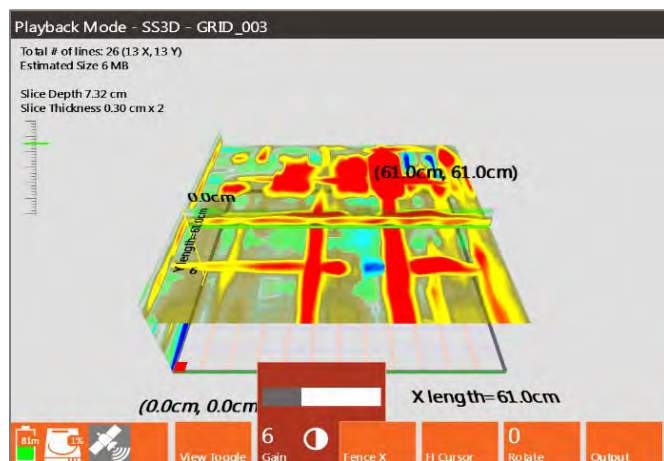 Playback Mode - SS3D - GRID_003
Total # of lines: 26 (13 X, 13 Y)
Estimated Size 6 MB
Slice Depth 7.32 cm
Slice Thickness 0.30 cm x 2
(61.0cm, 61.0cm)
0.0cm
Y length=61.0cm
(0.0cm, 0.0cm
X length=61.0cm
81m
1%
View Toggle
6
Gain
Fence X
H Cursor
0
Rotate
Output